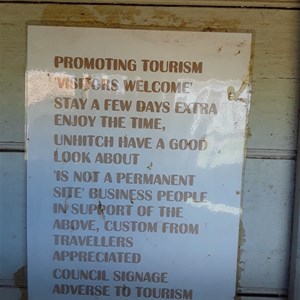 PROMOTING TOURISM
'VISITORS WELCOME'
STAY A FEW DAYS EXTRA
ENJOY THE TIME,
UNHITCH HAVE A GOOD
LOOK ABOUT
'IS NOT A PERMANENT
SITE' BUSINESS PEOPLE
IN SUPPORT OF THE
ABOVE, CUSTOM FROM
TRAVELLERS
APPRECIATED
COUNCIL SIGNAGE
ADVERSE TO TOURISM